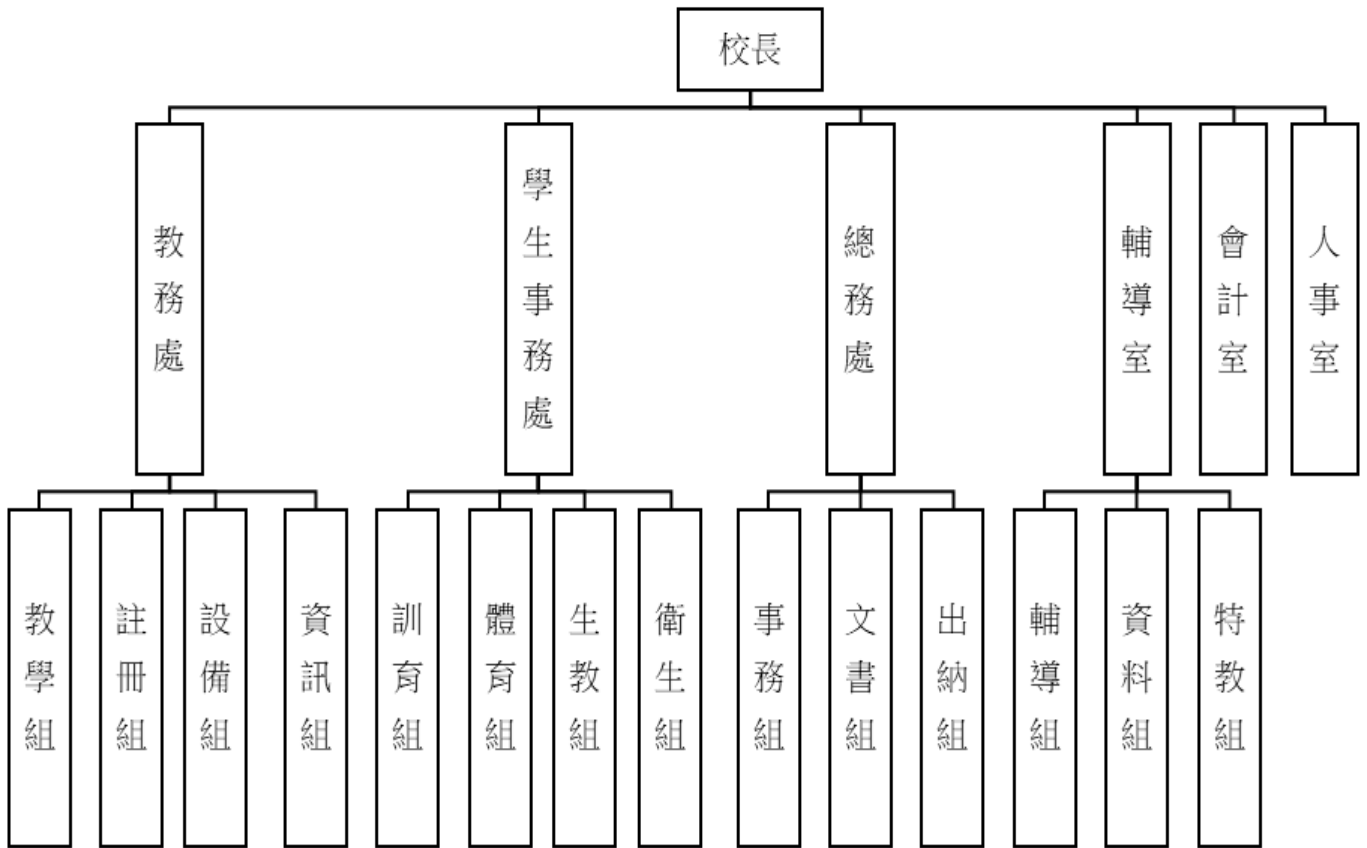 校長
教務處
學生事務處
總務處
輔導室
會計室
人事室
教學組
註冊組
設備組
資訊組
訓育組
體育組
生教組
衛生組
事務組
文書組
出納組
輔導組
資料組
特教組